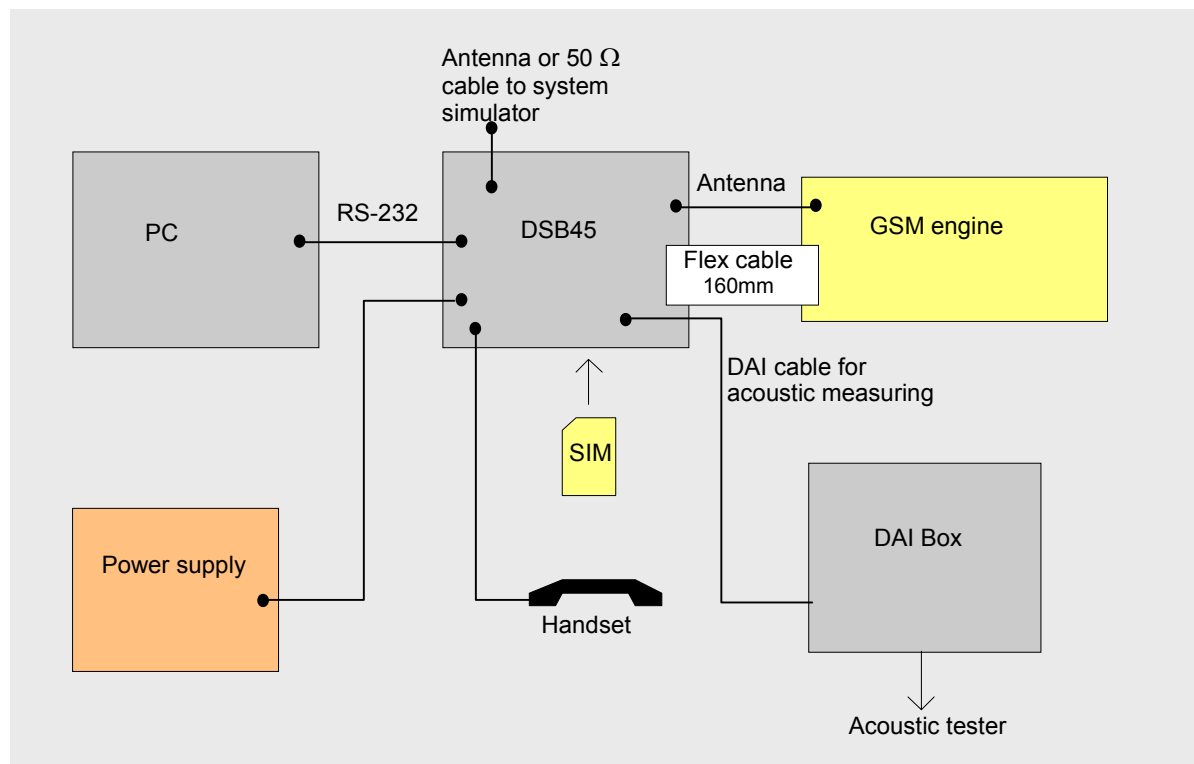 Antenna or 50 Ω
cable to system
simulator
PC
RS-232
DSB45
Antenna
GSM engine
Flex cable
160mm
DAI cable for
acoustic measuring
SIM
Power supply
Handset
DAI Box
Acoustic tester